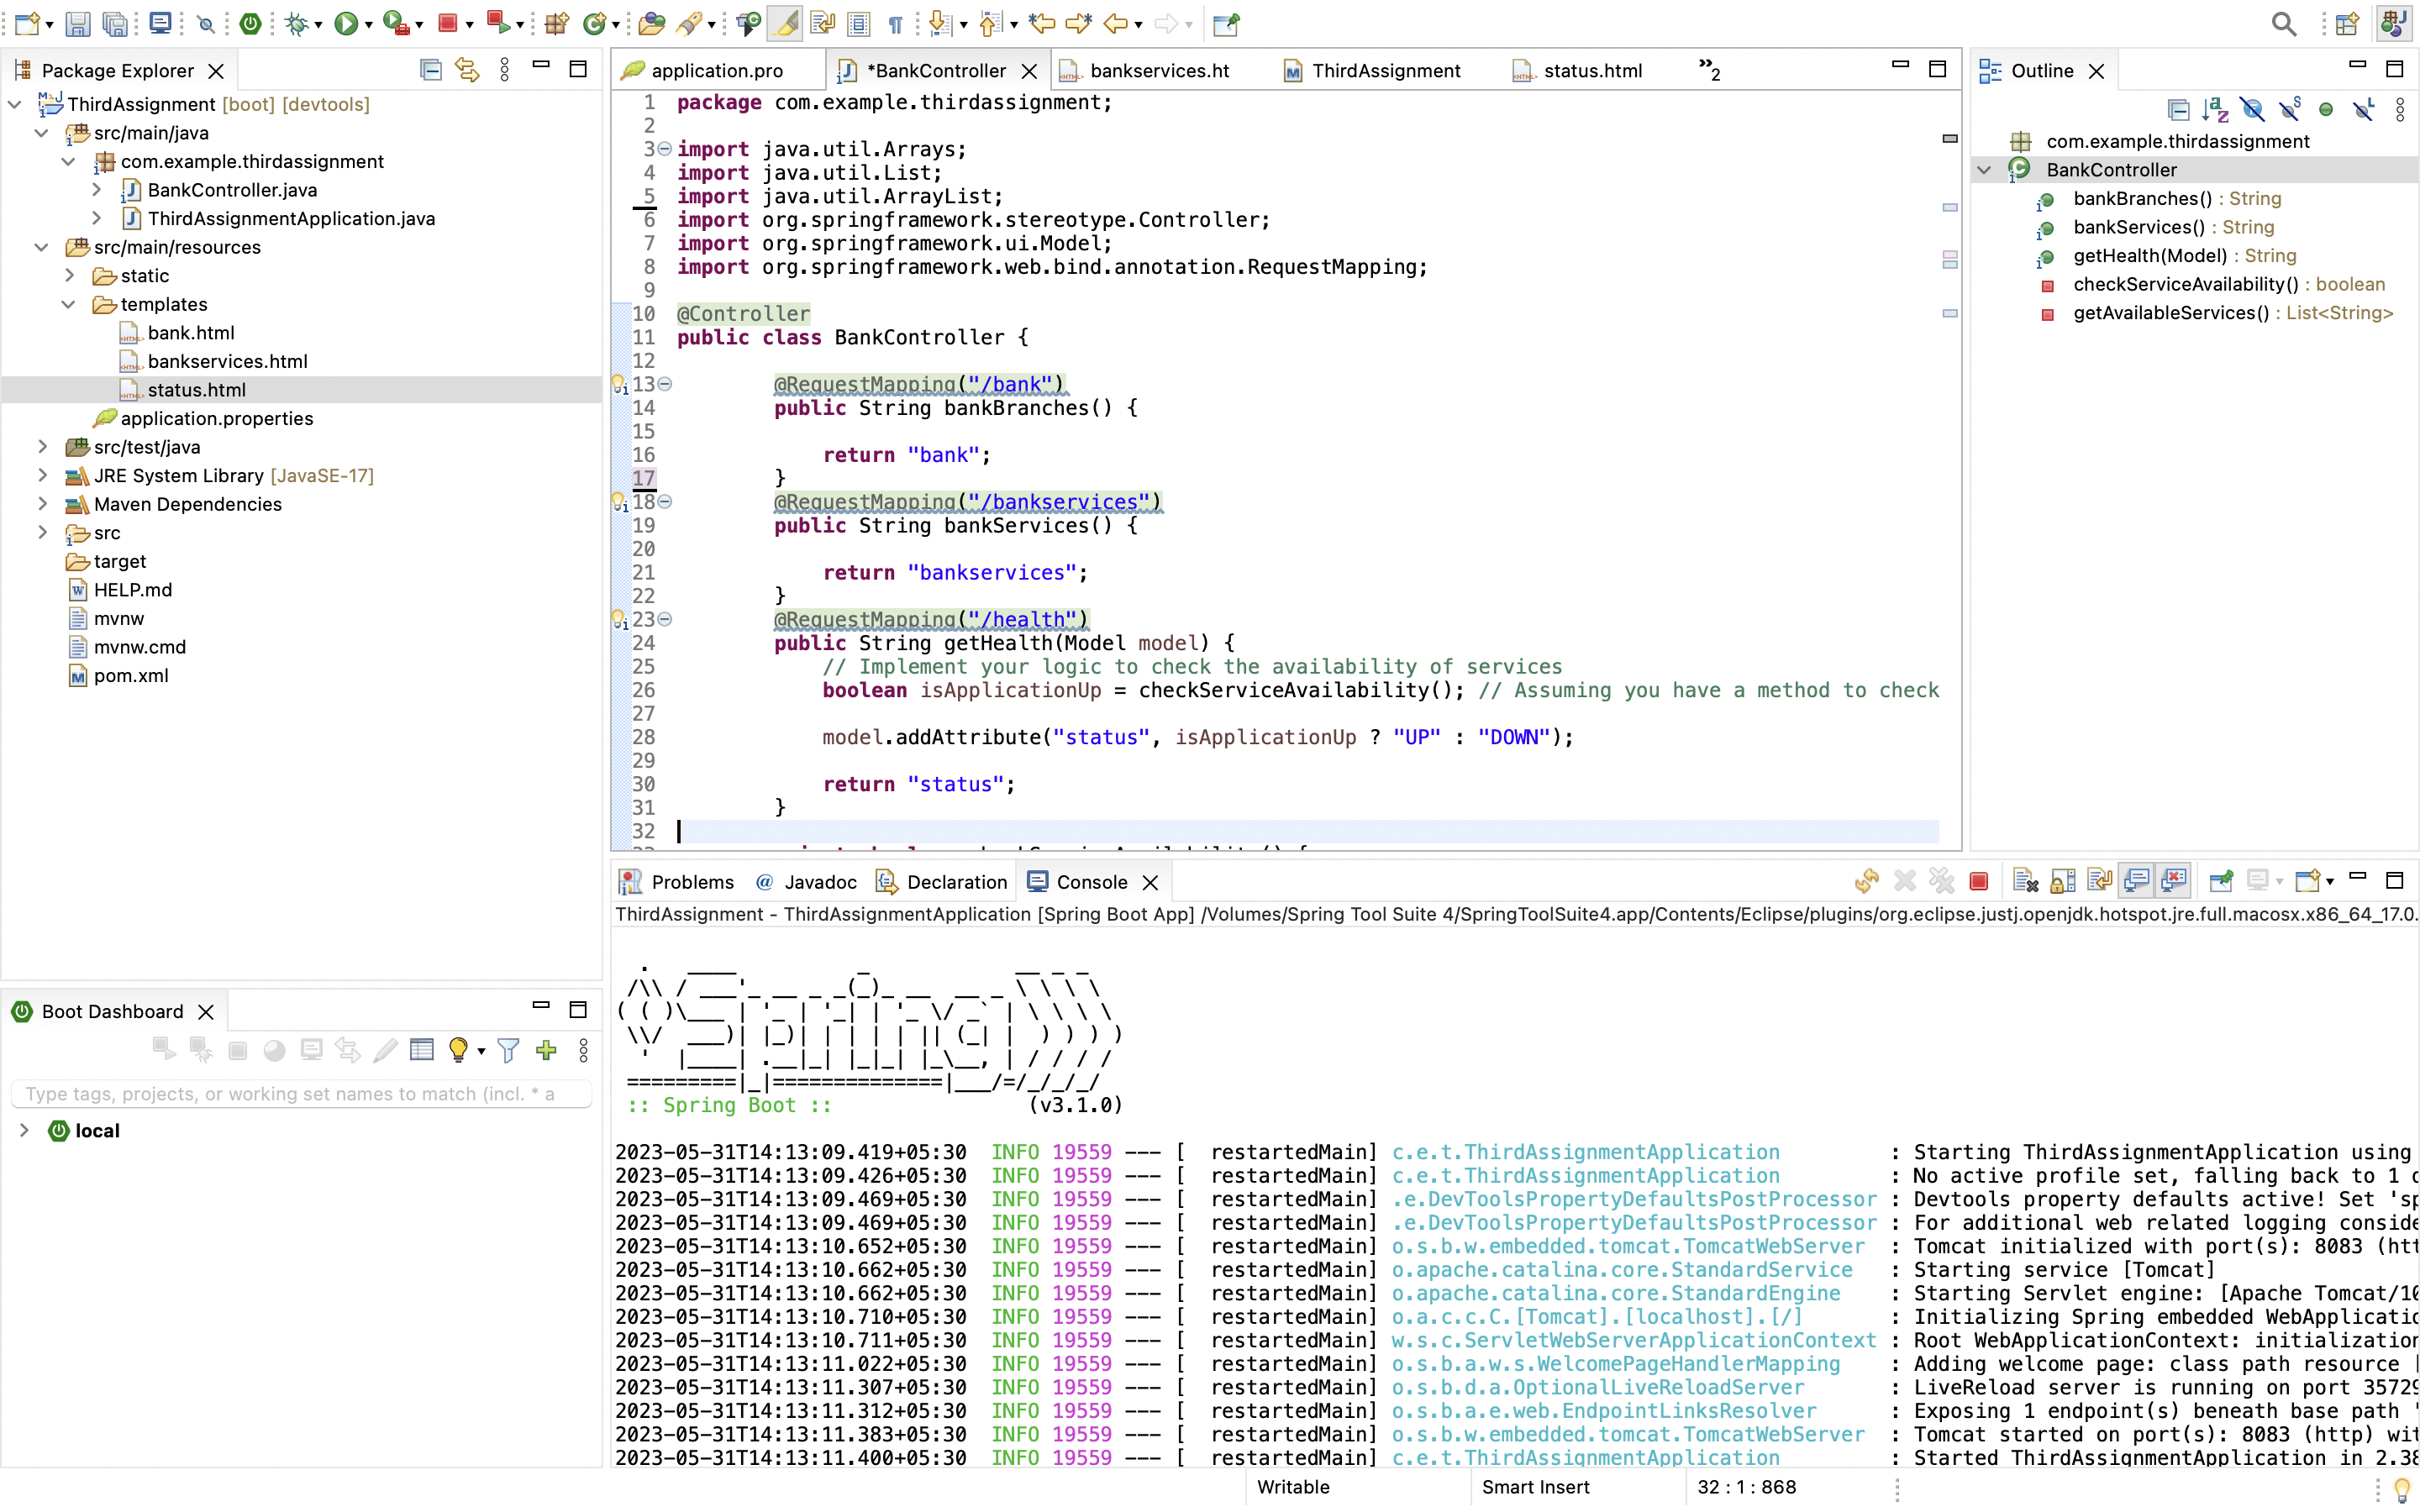 Package Explorer
ThirdAssignment [boot] [devtools]
src/main/java
com.example.thirdassignment
BankController.java
ThirdAssignmentApplication.java
src/main/resources
static
templates
bank.html
bankservices.html
status.html
application.properties
src/test/java
JRE System Library [JavaSE-17]
Maven Dependencies
src
target
HELP.md
mvnw
mvnw.cmd
pom.xml
Boot Dashboard
Type tags, projects, or working set names to match (incl. * a
local
application.pro
*BankController
bankservices.ht
ThirdAssignment
status.html
»2
1 package com.example.thirdassignment;
2
3 import java.util.Arrays;
4 import java.util.List;
5 import java.util.ArrayList;
6 import org.springframework.stereotype.Controller;
7 import org.springframework.ui.Model;
8 import org.springframework.web.bind.annotation.RequestMapping;
9
10 @Controller
11 public class BankController {
12
13 @RequestMapping("/bank")
14 public String bankBranches() {
15
16 return "bank";
17 }
18 @RequestMapping("/bankservices")
19 public String bankServices() {
20
21 return "bankservices";
22 }
23 @RequestMapping("/health")
24 public String getHealth(Model model) {
25 // Implement your logic to check the availability of services
26 boolean isApplicationUp = checkServiceAvailability(); // Assuming you have a method to check
27
28 model.addAttribute("status", isApplicationUp ? "UP" : "DOWN");
29
30 return "status";
31 }
32
Outline
com.example.thirdassignment
BankController
bankBranches() : String
bankServices() : String
getHealth(Model) : String
checkServiceAvailability() : boolean
getAvailableServices() : List<String>
Problems
@ Javadoc
Declaration
Console
ThirdAssignment - ThirdAssignmentApplication [Spring Boot App] /Volumes/Spring Tool Suite 4/SpringToolSuite4.app/Contents/Eclipse/plugins/org.eclipse.justj.openjdk.hotspot.jre.full.macosx.x86_64_17.0.
Spring
:: Spring Boot :: (v3.1.0)
2023-05-31T14:13:09.419+05:30 INFO 19559 --- [ restartedMain] c.e.t.ThirdAssignmentApplication : Starting ThirdAssignmentApplication using
2023-05-31T14:13:09.426+05:30 INFO 19559 --- [ restartedMain] c.e.t.ThirdAssignmentApplication : No active profile set, falling back to 1 d
2023-05-31T14:13:09.469+05:30 INFO 19559 --- [ restartedMain] .e.DevToolsPropertyDefaultsPostProcessor : Devtools property defaults active! Set 'sp
2023-05-31T14:13:09.469+05:30 INFO 19559 --- [ restartedMain] .e.DevToolsPropertyDefaultsPostProcessor : For additional web related logging conside
2023-05-31T14:13:10.652+05:30 INFO 19559 --- [ restartedMain] o.s.b.w.embedded.tomcat.TomcatWebServer : Tomcat initialized with port(s): 8083 (htt
2023-05-31T14:13:10.662+05:30 INFO 19559 --- [ restartedMain] o.apache.catalina.core.StandardService : Starting service [Tomcat]
2023-05-31T14:13:10.662+05:30 INFO 19559 --- [ restartedMain] o.apache.catalina.core.StandardEngine : Starting Servlet engine: [Apache Tomcat/10
2023-05-31T14:13:10.710+05:30 INFO 19559 --- [ restartedMain] o.a.c.c.C.[Tomcat].[localhost].[/] : Initializing Spring embedded WebApplicatio
2023-05-31T14:13:10.711+05:30 INFO 19559 --- [ restartedMain] w.s.c.ServletWebServerApplicationContext : Root WebApplicationContext: initialization
2023-05-31T14:13:11.022+05:30 INFO 19559 --- [ restartedMain] o.s.b.a.w.s.WelcomePageHandlerMapping : Adding welcome page: class path resource [
2023-05-31T14:13:11.307+05:30 INFO 19559 --- [ restartedMain] o.s.b.d.a.OptionalLiveReloadServer : LiveReload server is running on port 35729
2023-05-31T14:13:11.312+05:30 INFO 19559 --- [ restartedMain] o.s.b.a.e.web.EndpointLinksResolver : Exposing 1 endpoint(s) beneath base path '
2023-05-31T14:13:11.383+05:30 INFO 19559 --- [ restartedMain] o.s.b.w.embedded.tomcat.TomcatWebServer : Tomcat started on port(s): 8083 (http) wit
2023-05-31T14:13:11.400+05:30 INFO 19559 --- [ restartedMain] c.e.t.ThirdAssignmentApplication : Started ThirdAssignmentApplication in 2.38
Writable
Smart Insert
32 : 1 : 868